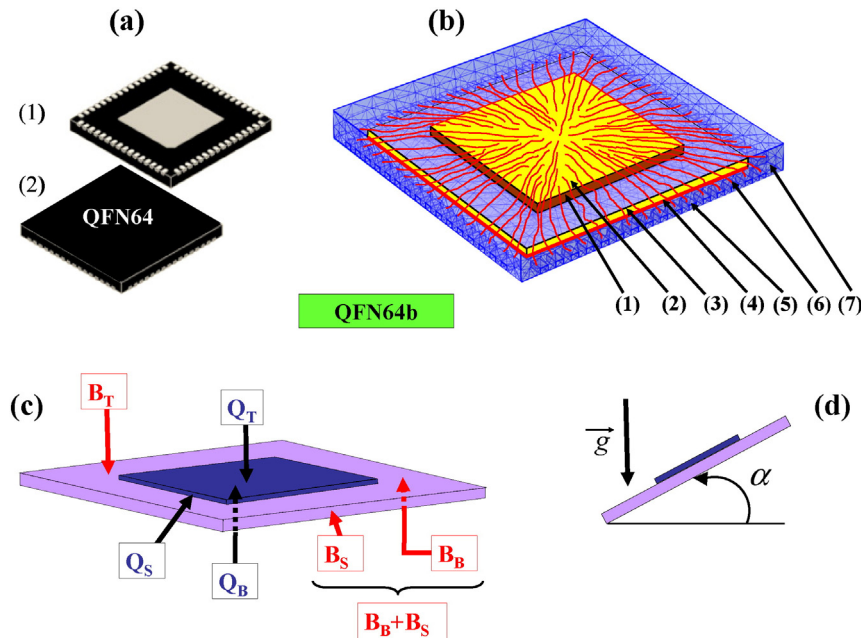 (a)
(1)
(2)
QFN64
(b)
(1) (2) (3) (4) (5) (6) (7)
QFN64b
(c)
B_T
Q_T
Q_S
Q_B
B_S
B_B
B_B+B_S
(d)
g
α